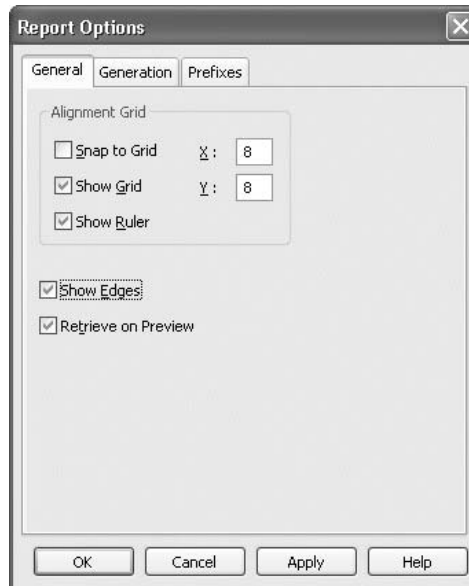 Report Options
General Generation Prefixes
Alignment Grid
Snap to Grid X: 8
Show Grid Y: 8
Show Ruler
Show Edges
Retrieve on Preview
OK Cancel Apply Help